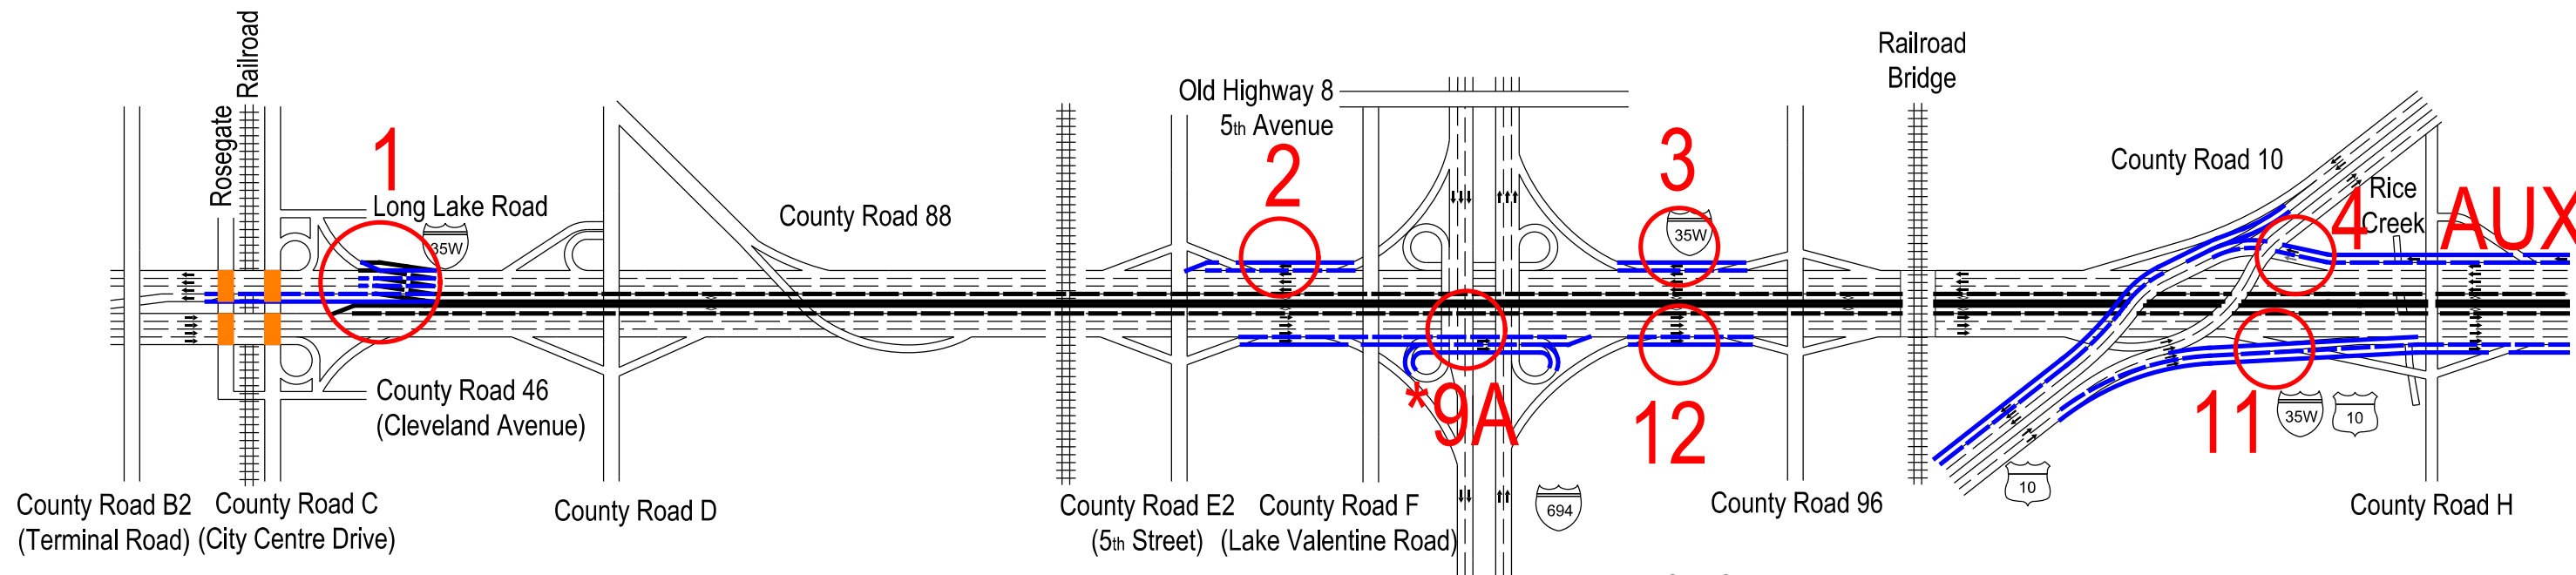 Railroad
Rosegate
1
Long Lake Road
35W
County Road 88
Old Highway 8
5th Avenue
2
3
35W
Railroad
Bridge
County Road 10
4
Rice
Creek
AUX
County Road 46
(Cleveland Avenue)
*9A
12
11
35W
10
10
694
County Road B2
(Terminal Road)
County Road C
(City Centre Drive)
County Road D
County Road E2
(5th Street)
County Road F
(Lake Valentine Road)
County Road 96
County Road H